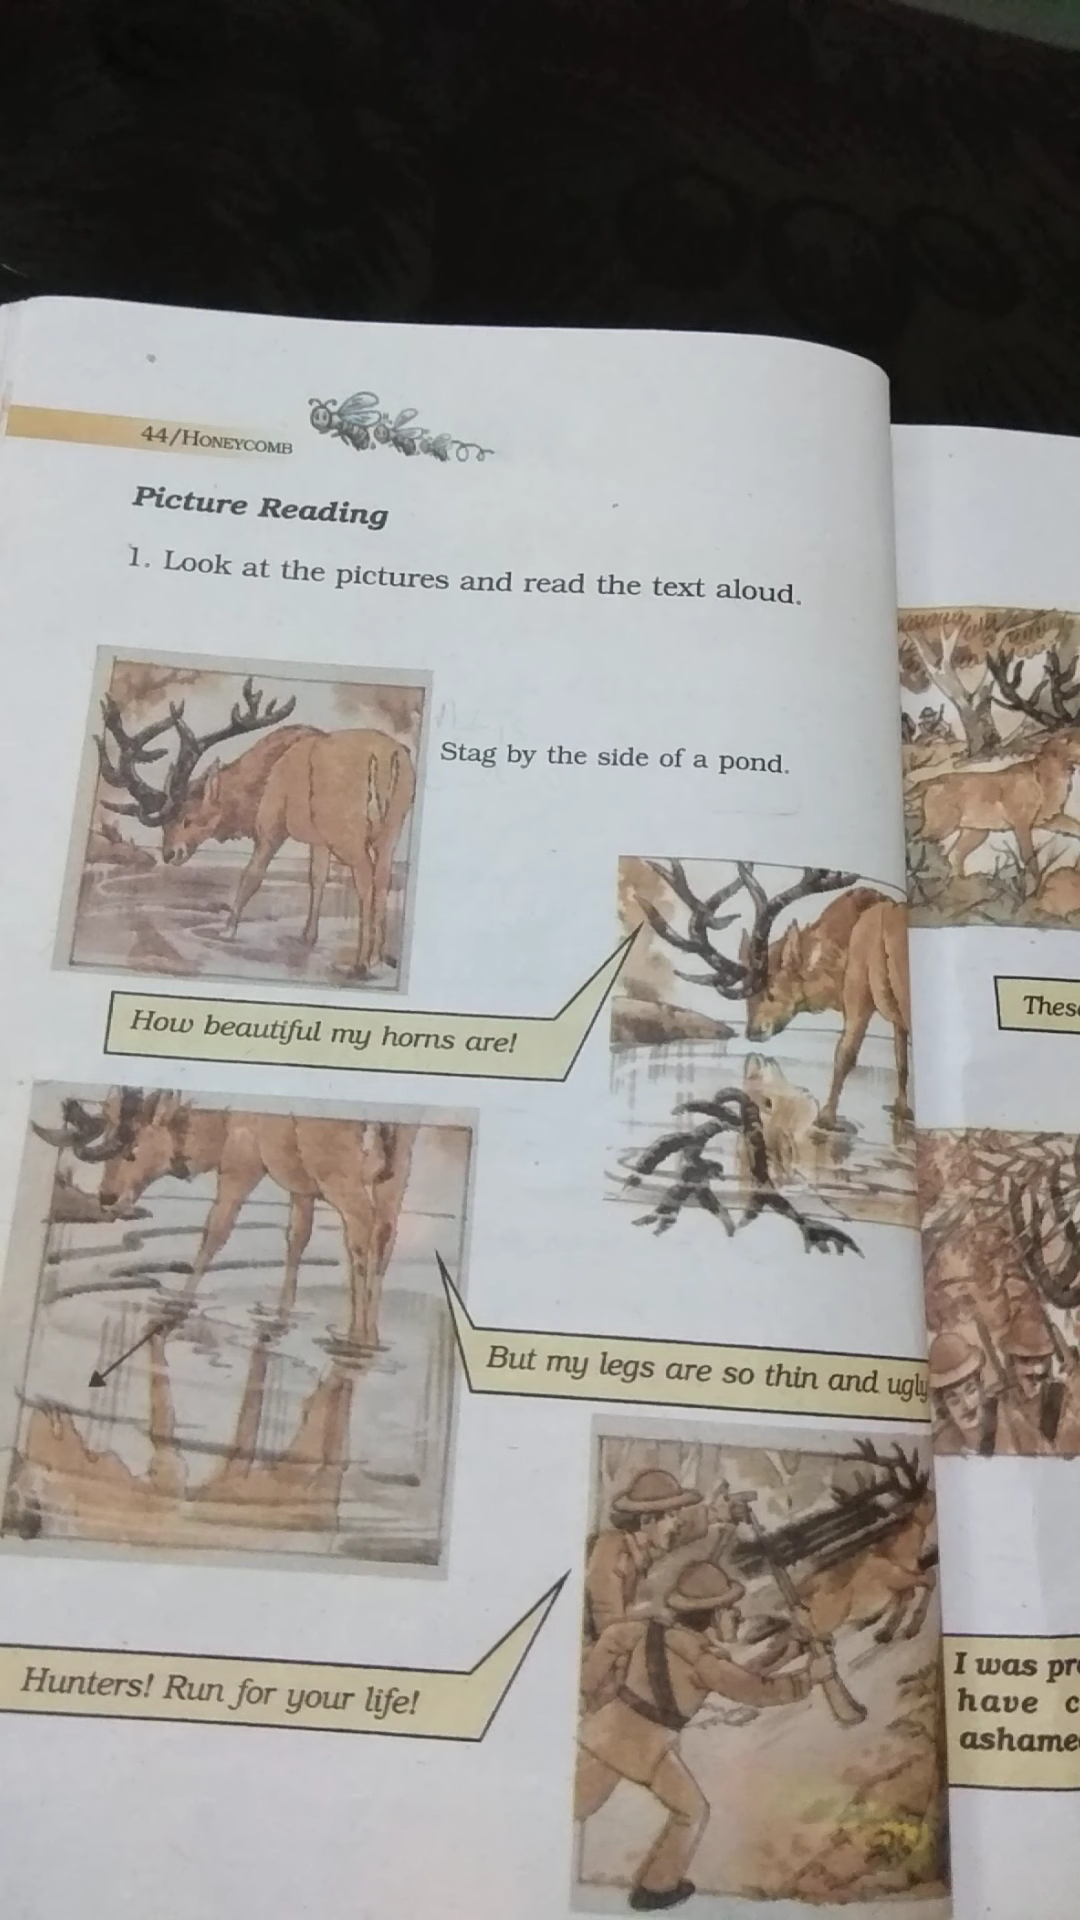 44/HONEYCOMB
Picture Reading
1. Look at the pictures and read the text aloud.
Stag by the side of a pond.
How beautiful my horns are!
But my legs are so thin and ugly
Hunters! Run for your life!
I was
have